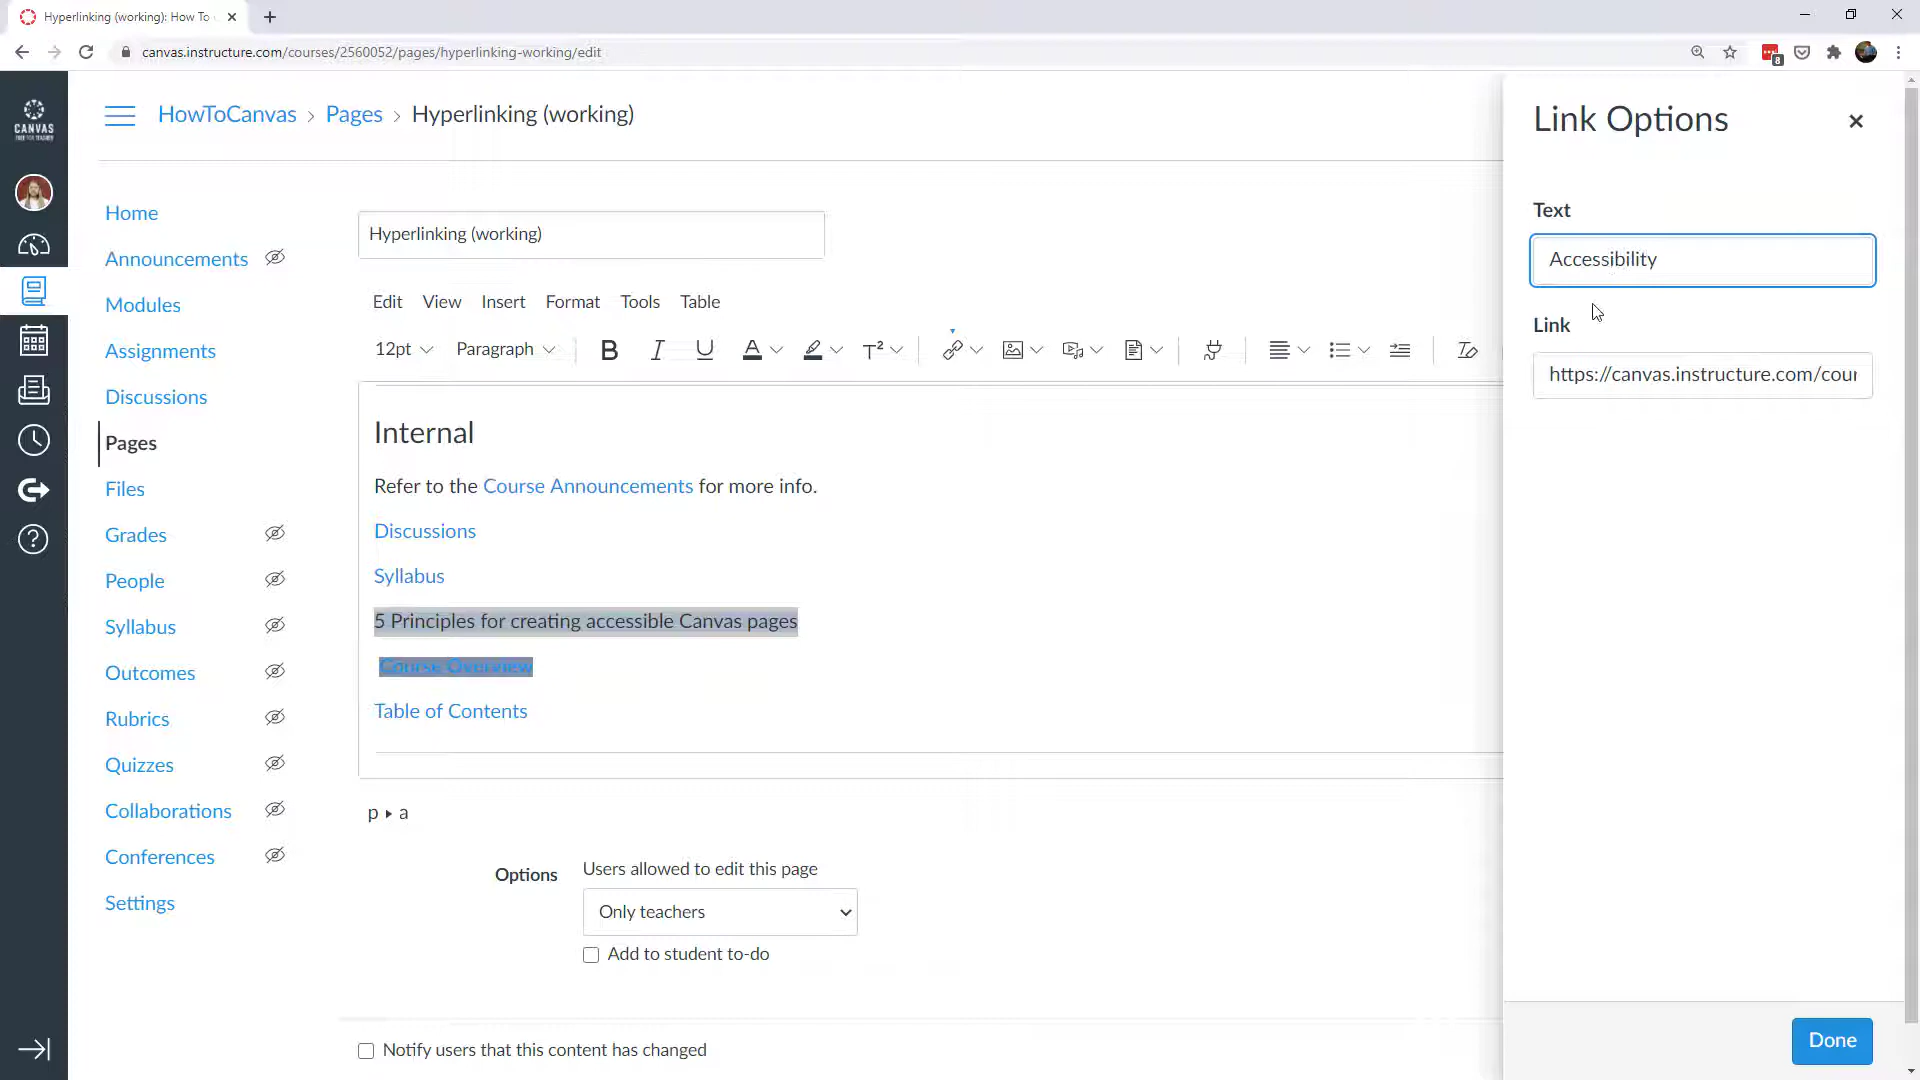 Hyperlinking (working): How To
canvas.instructure.com/courses/2560052/pages/hyperlinking-working/edit
8
CANVAS
FREE FOR TEACHER
HowToCanvas › Pages › Hyperlinking (working)
Home
Announcements
Modules
Assignments
Discussions
Pages
Files
Grades
People
Syllabus
Outcomes
Rubrics
Quizzes
Collaborations
Conferences
Settings
Hyperlinking (working)
Edit View Insert Format Tools Table
12pt Paragraph B I U A T²
Internal
Refer to the Course Announcements for more info.
Discussions
Syllabus
5 Principles for creating accessible Canvas pages
Course Overview
Table of Contents
p ▸ a
Options
Users allowed to edit this page
Only teachers
Add to student to-do
Notify users that this content has changed
Link Options
Text
Accessibility
Link
https://canvas.instructure.com/cour
Done